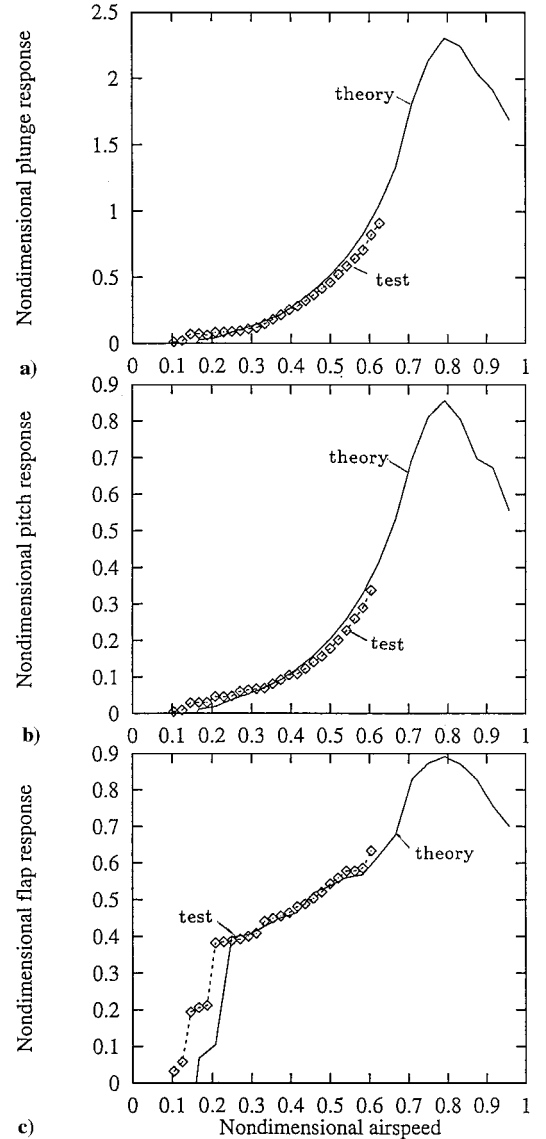 2.5
2
1.5
1
0.5
0
Nondimensional plunge response
theory
test
0 0.1 0.2 0.3 0.4 0.5 0.6 0.7 0.8 0.9 1
a)
0.9
0.8
0.7
0.6
0.5
0.4
0.3
0.2
0.1
0
Nondimensional pitch response
theory
test
0 0.1 0.2 0.3 0.4 0.5 0.6 0.7 0.8 0.9 1
b)
0.9
0.8
0.7
0.6
0.5
0.4
0.3
0.2
0.1
0
Nondimensional flap response
theory
test
0 0.1 0.2 0.3 0.4 0.5 0.6 0.7 0.8 0.9 1
c)
Nondimensional airspeed